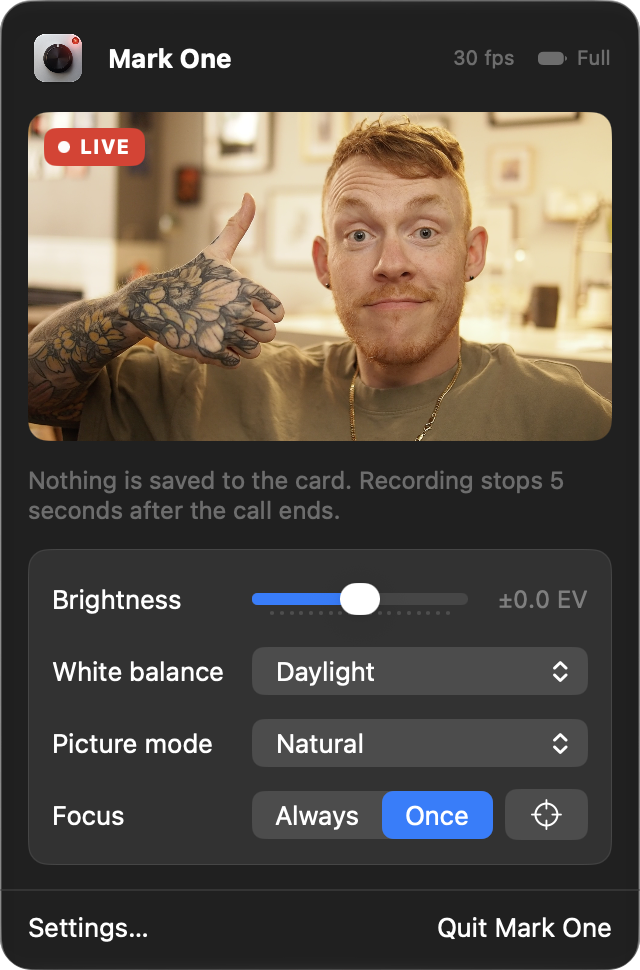 Mark One
30 fps
Full
LIVE
Nothing is saved to the card. Recording stops 5
seconds after the call ends.
Brightness
±0.0 EV
White balance
Daylight
Picture mode
Natural
Focus
Always
Once
Settings...
Quit Mark One